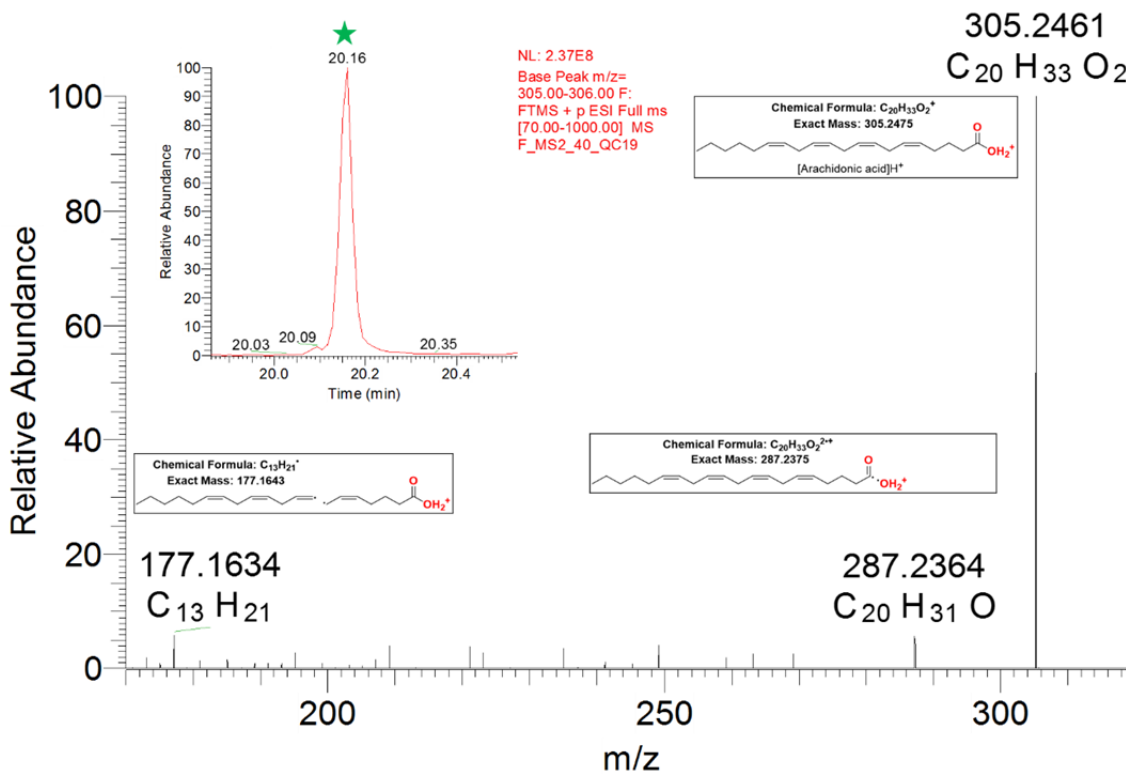 305.2461
C20 H33 O2
20.16
NL: 2.37E8
Base Peak m/z=
305.00-306.00 F:
FTMS + p ESI Full ms
[70.00-1000.00] MS
F_MS2_40_QC19
100
90
80
70
60
50
40
30
20
10
0
Relative Abundance
20.03
20.09
20.35
20.0
20.2
20.4
Time (min)
Chemical Formula: C20H33O2+
Exact Mass: 305.2475
O
OH2+
[Arachidonic acid]H+
100
80
60
40
20
0
Relative Abundance
Chemical Formula: C13H21•
Exact Mass: 177.1643
O
OH2+
Chemical Formula: C20H33O2 2•+
Exact Mass: 287.2375
O
OH2+
177.1634
C13 H21
287.2364
C20 H31 O
200
250
300
m/z